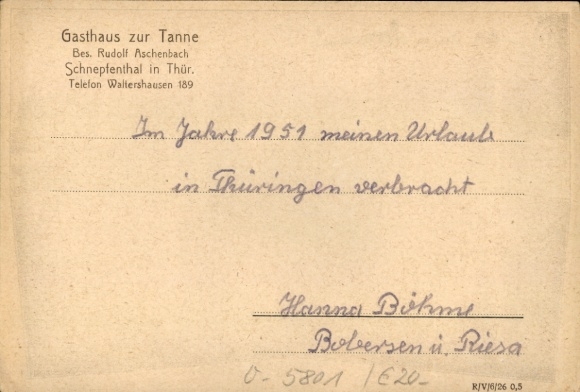 Gasthaus zur Tanne
Bes. Rudolf Aschenbach
Schnepfenthal in Thür.
Telefon Waltershausen 189
Im Jahre 1951 meinen Urlaub
in Thüringen verbracht
Hanna Böhme
Bobersen ü. Riesa
O- 5801 / €20-
R/V/6/26 0,5